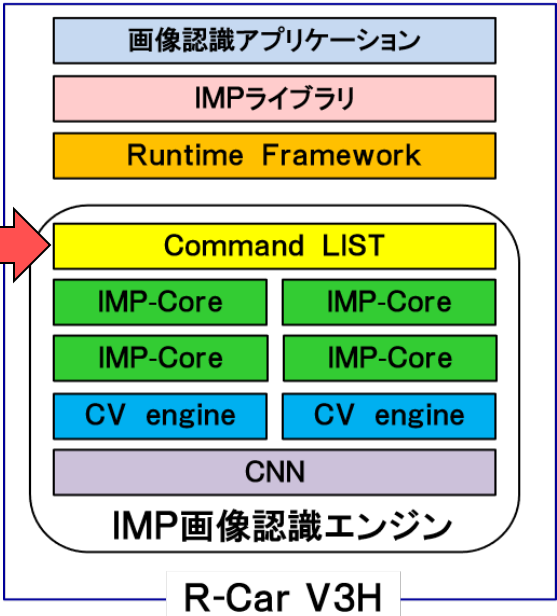 画像認識アプリケーション
IMPライブラリ
Runtime Framework
Command LIST
IMP-Core IMP-Core
IMP-Core IMP-Core
CV engine CV engine
CNN
IMP画像認識エンジン
R-Car V3H